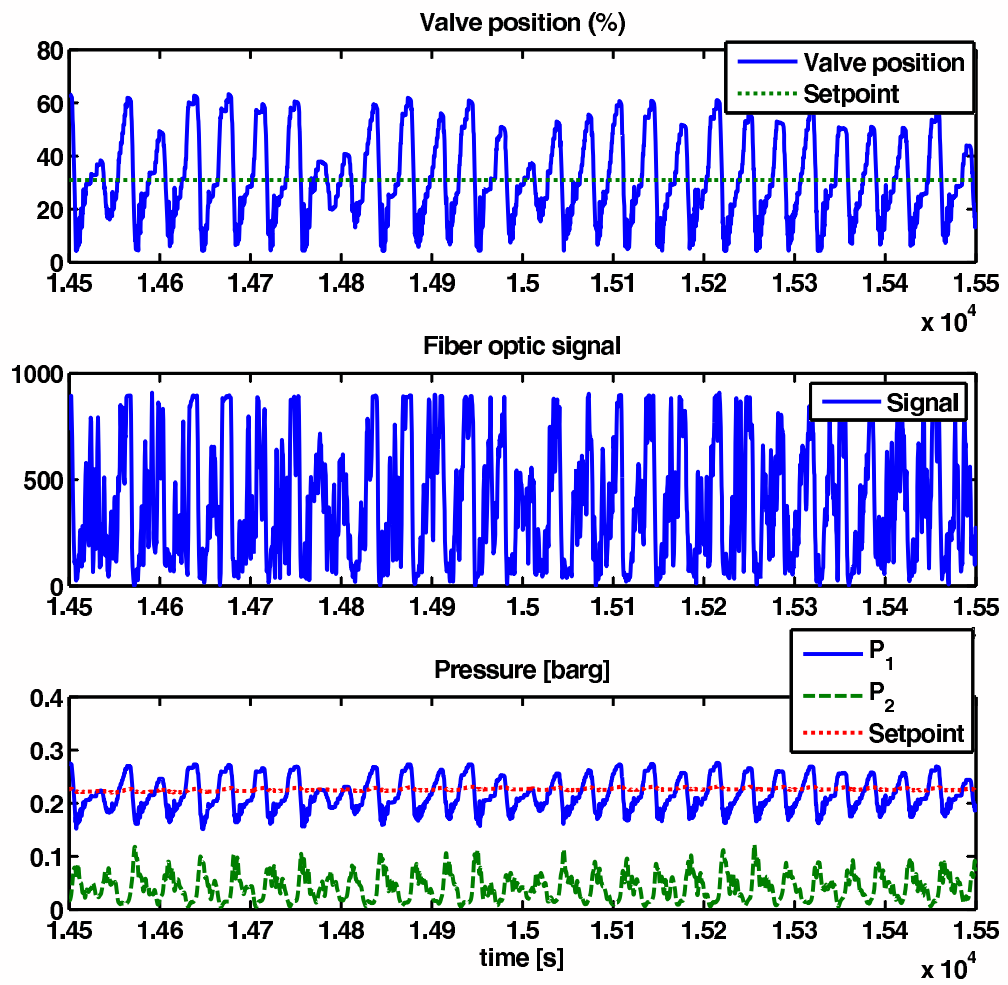 Valve position (%)
80
60
40
20
0
Valve position
Setpoint
1.45 1.46 1.47 1.48 1.49 1.5 1.51 1.52 1.53 1.54 1.55
x 10^4
Fiber optic signal
1000
500
0
Signal
1.45 1.46 1.47 1.48 1.49 1.5 1.51 1.52 1.53 1.54 1.55
Pressure [barg]
0.4
0.3
0.2
0.1
0
P_1
P_2
Setpoint
1.45 1.46 1.47 1.48 1.49 1.5 1.51 1.52 1.53 1.54 1.55
time [s]
x 10^4